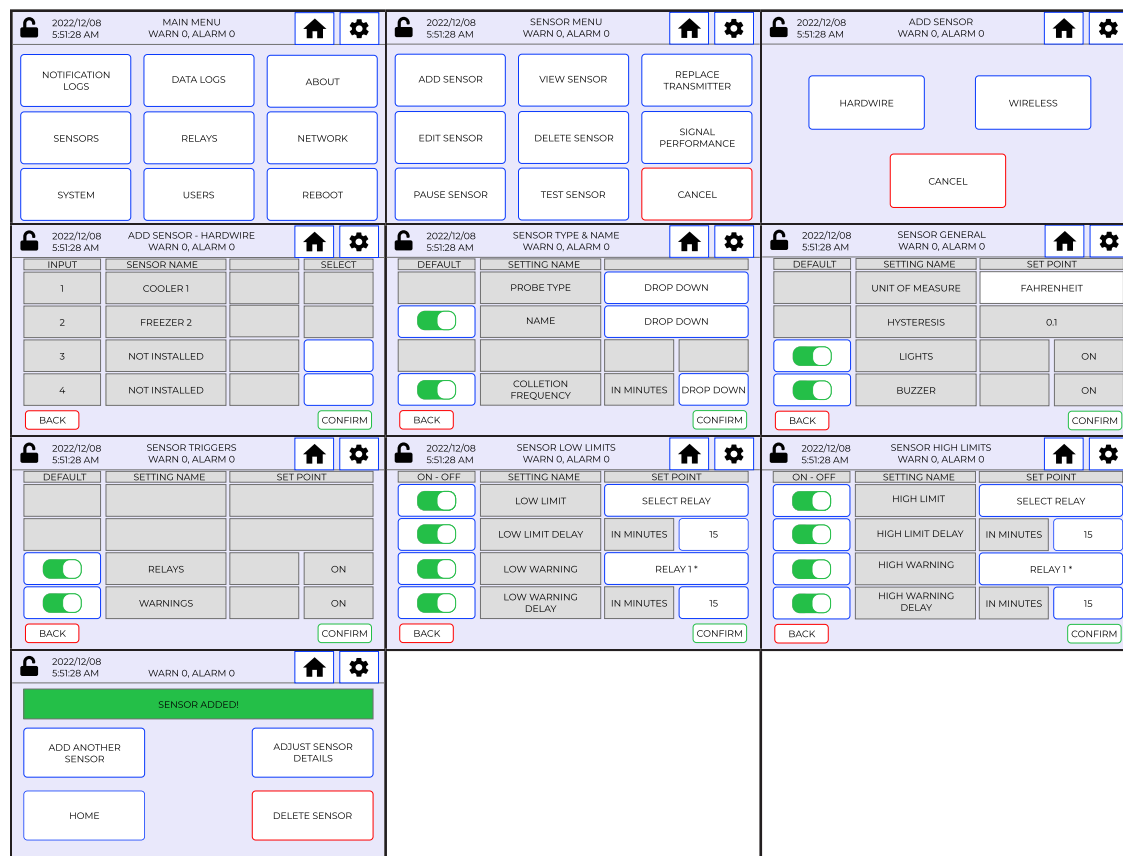 2022/12/08
5:51:28 AM
MAIN MENU
WARN 0, ALARM 0
NOTIFICATION
LOGS
DATA LOGS
ABOUT
SENSORS
RELAYS
NETWORK
SYSTEM
USERS
REBOOT
2022/12/08
5:51:28 AM
SENSOR MENU
WARN 0, ALARM 0
ADD SENSOR
VIEW SENSOR
REPLACE
TRANSMITTER
EDIT SENSOR
DELETE SENSOR
SIGNAL
PERFORMANCE
PAUSE SENSOR
TEST SENSOR
CANCEL
2022/12/08
5:51:28 AM
ADD SENSOR
WARN 0, ALARM 0
HARDWIRE
WIRELESS
CANCEL
2022/12/08
5:51:28 AM
ADD SENSOR - HARDWIRE
WARN 0, ALARM 0
INPUT
SENSOR NAME
SELECT
1
COOLER 1
2
FREEZER 2
3
NOT INSTALLED
4
NOT INSTALLED
BACK
CONFIRM
2022/12/08
5:51:28 AM
SENSOR TYPE & NAME
WARN 0, ALARM 0
DEFAULT
SETTING NAME
PROBE TYPE
DROP DOWN
NAME
DROP DOWN
COLLETION
FREQUENCY
IN MINUTES
DROP DOWN
BACK
CONFIRM
2022/12/08
5:51:28 AM
SENSOR GENERAL
WARN 0, ALARM 0
DEFAULT
SETTING NAME
SET POINT
UNIT OF MEASURE
FAHRENHEIT
HYSTERESIS
0.1
LIGHTS
ON
BUZZER
ON
BACK
CONFIRM
2022/12/08
5:51:28 AM
SENSOR TRIGGERS
WARN 0, ALARM 0
DEFAULT
SETTING NAME
SET POINT
RELAYS
ON
WARNINGS
ON
BACK
CONFIRM
2022/12/08
5:51:28 AM
SENSOR LOW LIMITS
WARN 0, ALARM 0
ON - OFF
SETTING NAME
SET POINT
LOW LIMIT
SELECT RELAY
LOW LIMIT DELAY
IN MINUTES
15
LOW WARNING
RELAY 1 *
LOW WARNING
DELAY
IN MINUTES
15
BACK
CONFIRM
2022/12/08
5:51:28 AM
SENSOR HIGH LIMITS
WARN 0, ALARM 0
ON - OFF
SETTING NAME
SET POINT
HIGH LIMIT
SELECT RELAY
HIGH LIMIT DELAY
IN MINUTES
15
HIGH WARNING
RELAY 1 *
HIGH WARNING
DELAY
IN MINUTES
15
BACK
CONFIRM
2022/12/08
5:51:28 AM
WARN 0, ALARM 0
SENSOR ADDED!
ADD ANOTHER
SENSOR
ADJUST SENSOR
DETAILS
HOME
DELETE SENSOR